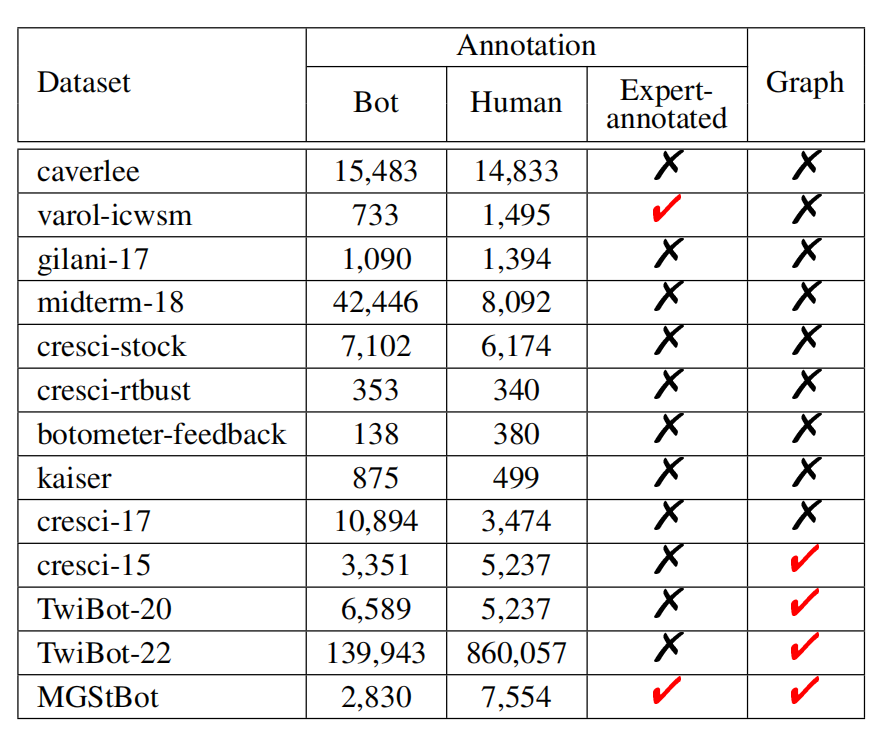 Dataset Annotation Graph
Bot Human Expert-
annotated
caverlee 15,483 14,833 ✗ ✗
varol-icwsm 733 1,495 ✓ ✗
gilani-17 1,090 1,394 ✗ ✗
midterm-18 42,446 8,092 ✗ ✗
cresci-stock 7,102 6,174 ✗ ✗
cresci-rtbust 353 340 ✗ ✗
botometer-feedback 138 380 ✗ ✗
kaiser 875 499 ✗ ✗
cresci-17 10,894 3,474 ✗ ✗
cresci-15 3,351 5,237 ✗ ✓
TwiBot-20 6,589 5,237 ✗ ✓
TwiBot-22 139,943 860,057 ✗ ✓
MGStBot 2,830 7,554 ✓ ✓